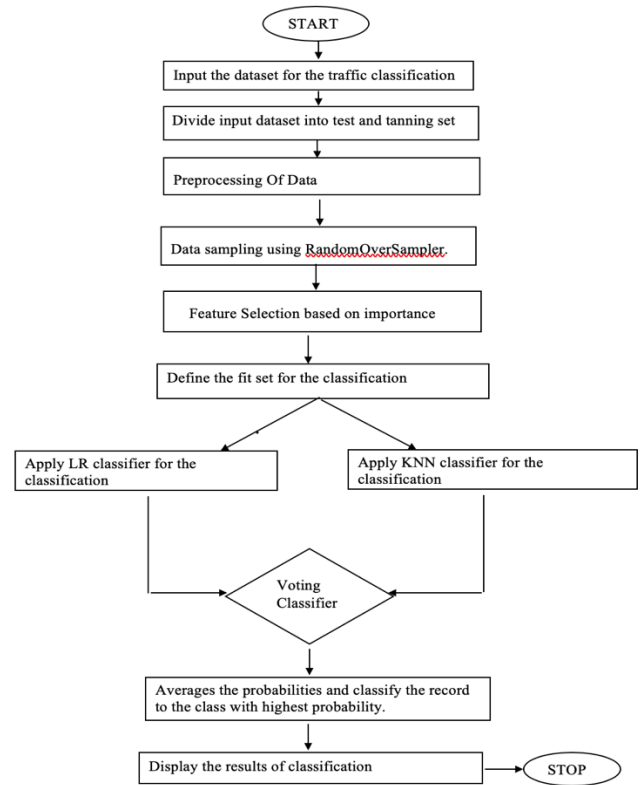 START
Input the dataset for the traffic classification
Divide input dataset into test and tanning set
Preprocessing Of Data
Data sampling using RandomOverSampler.
Feature Selection based on importance
Define the fit set for the classification
Apply LR classifier for the
classification
Apply KNN classifier for the
classification
Voting
Classifier
Averages the probabilities and classify the record
to the class with highest probability.
Display the results of classification
STOP